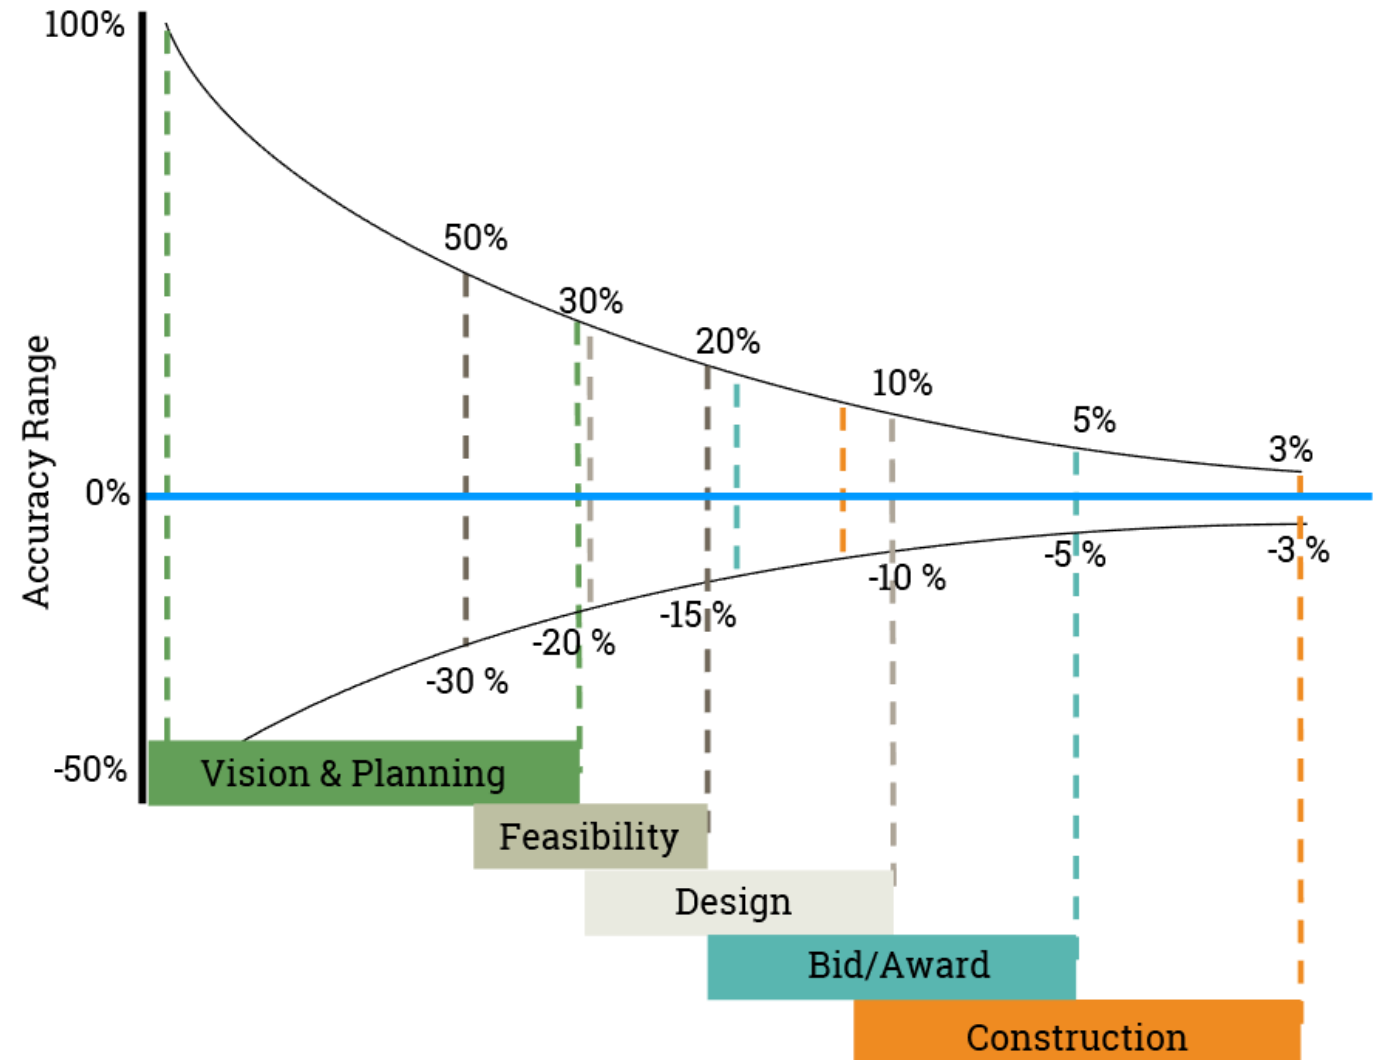 100%
50%
30%
20%
10%
5%
3%
Accuracy Range
0%
-5 %
-3 %
-10 %
-15 %
-20 %
-30 %
-50%
Vision & Planning
Feasibility
Design
Bid/Award
Construction